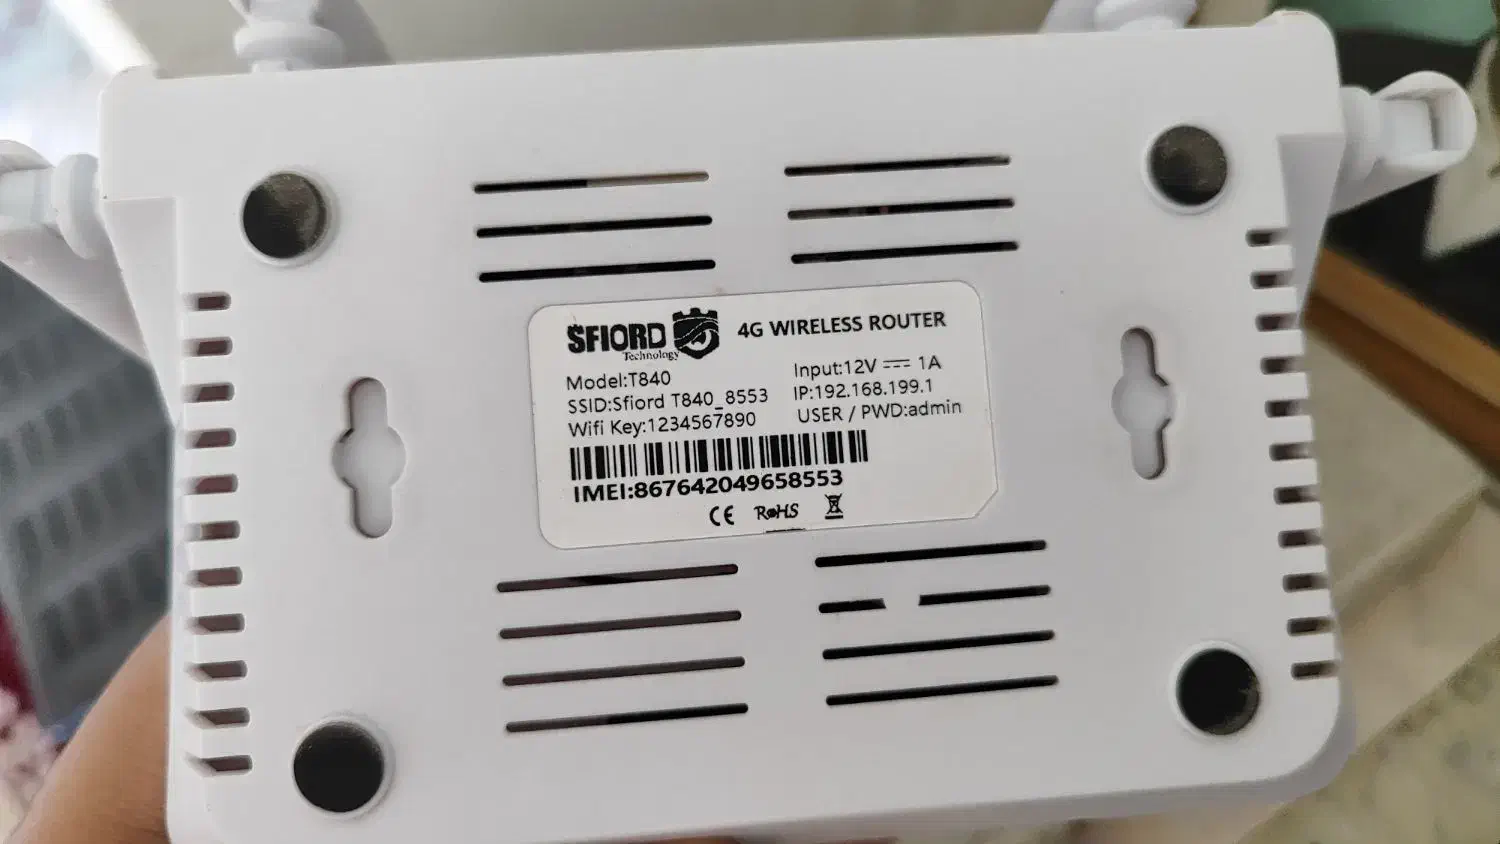 SFIORD
Technology
4G WIRELESS ROUTER
Model:T840
Input:12V ⎓ 1A
SSID:Sfiord T840_8553
IP:192.168.199.1
Wifi Key:1234567890
USER / PWD:admin
IMEI:867642049658553
CE RoHS